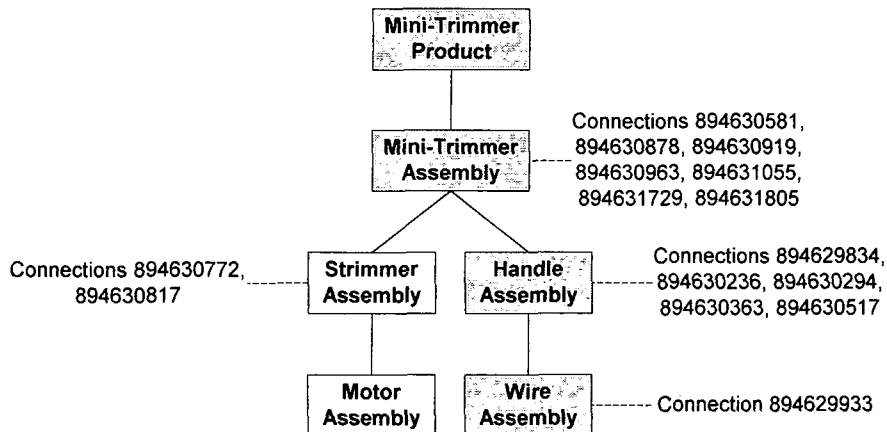 Mini-Trimmer
Product
Mini-Trimmer
Assembly
Connections 894630581,
894630878, 894630919,
894630963, 894631055,
894631729, 894631805
Connections 894630772,
894630817
Strimmer
Assembly
Handle
Assembly
Connections 894629834,
894630236, 894630294,
894630363, 894630517
Motor
Assembly
Wire
Assembly
Connection 894629933